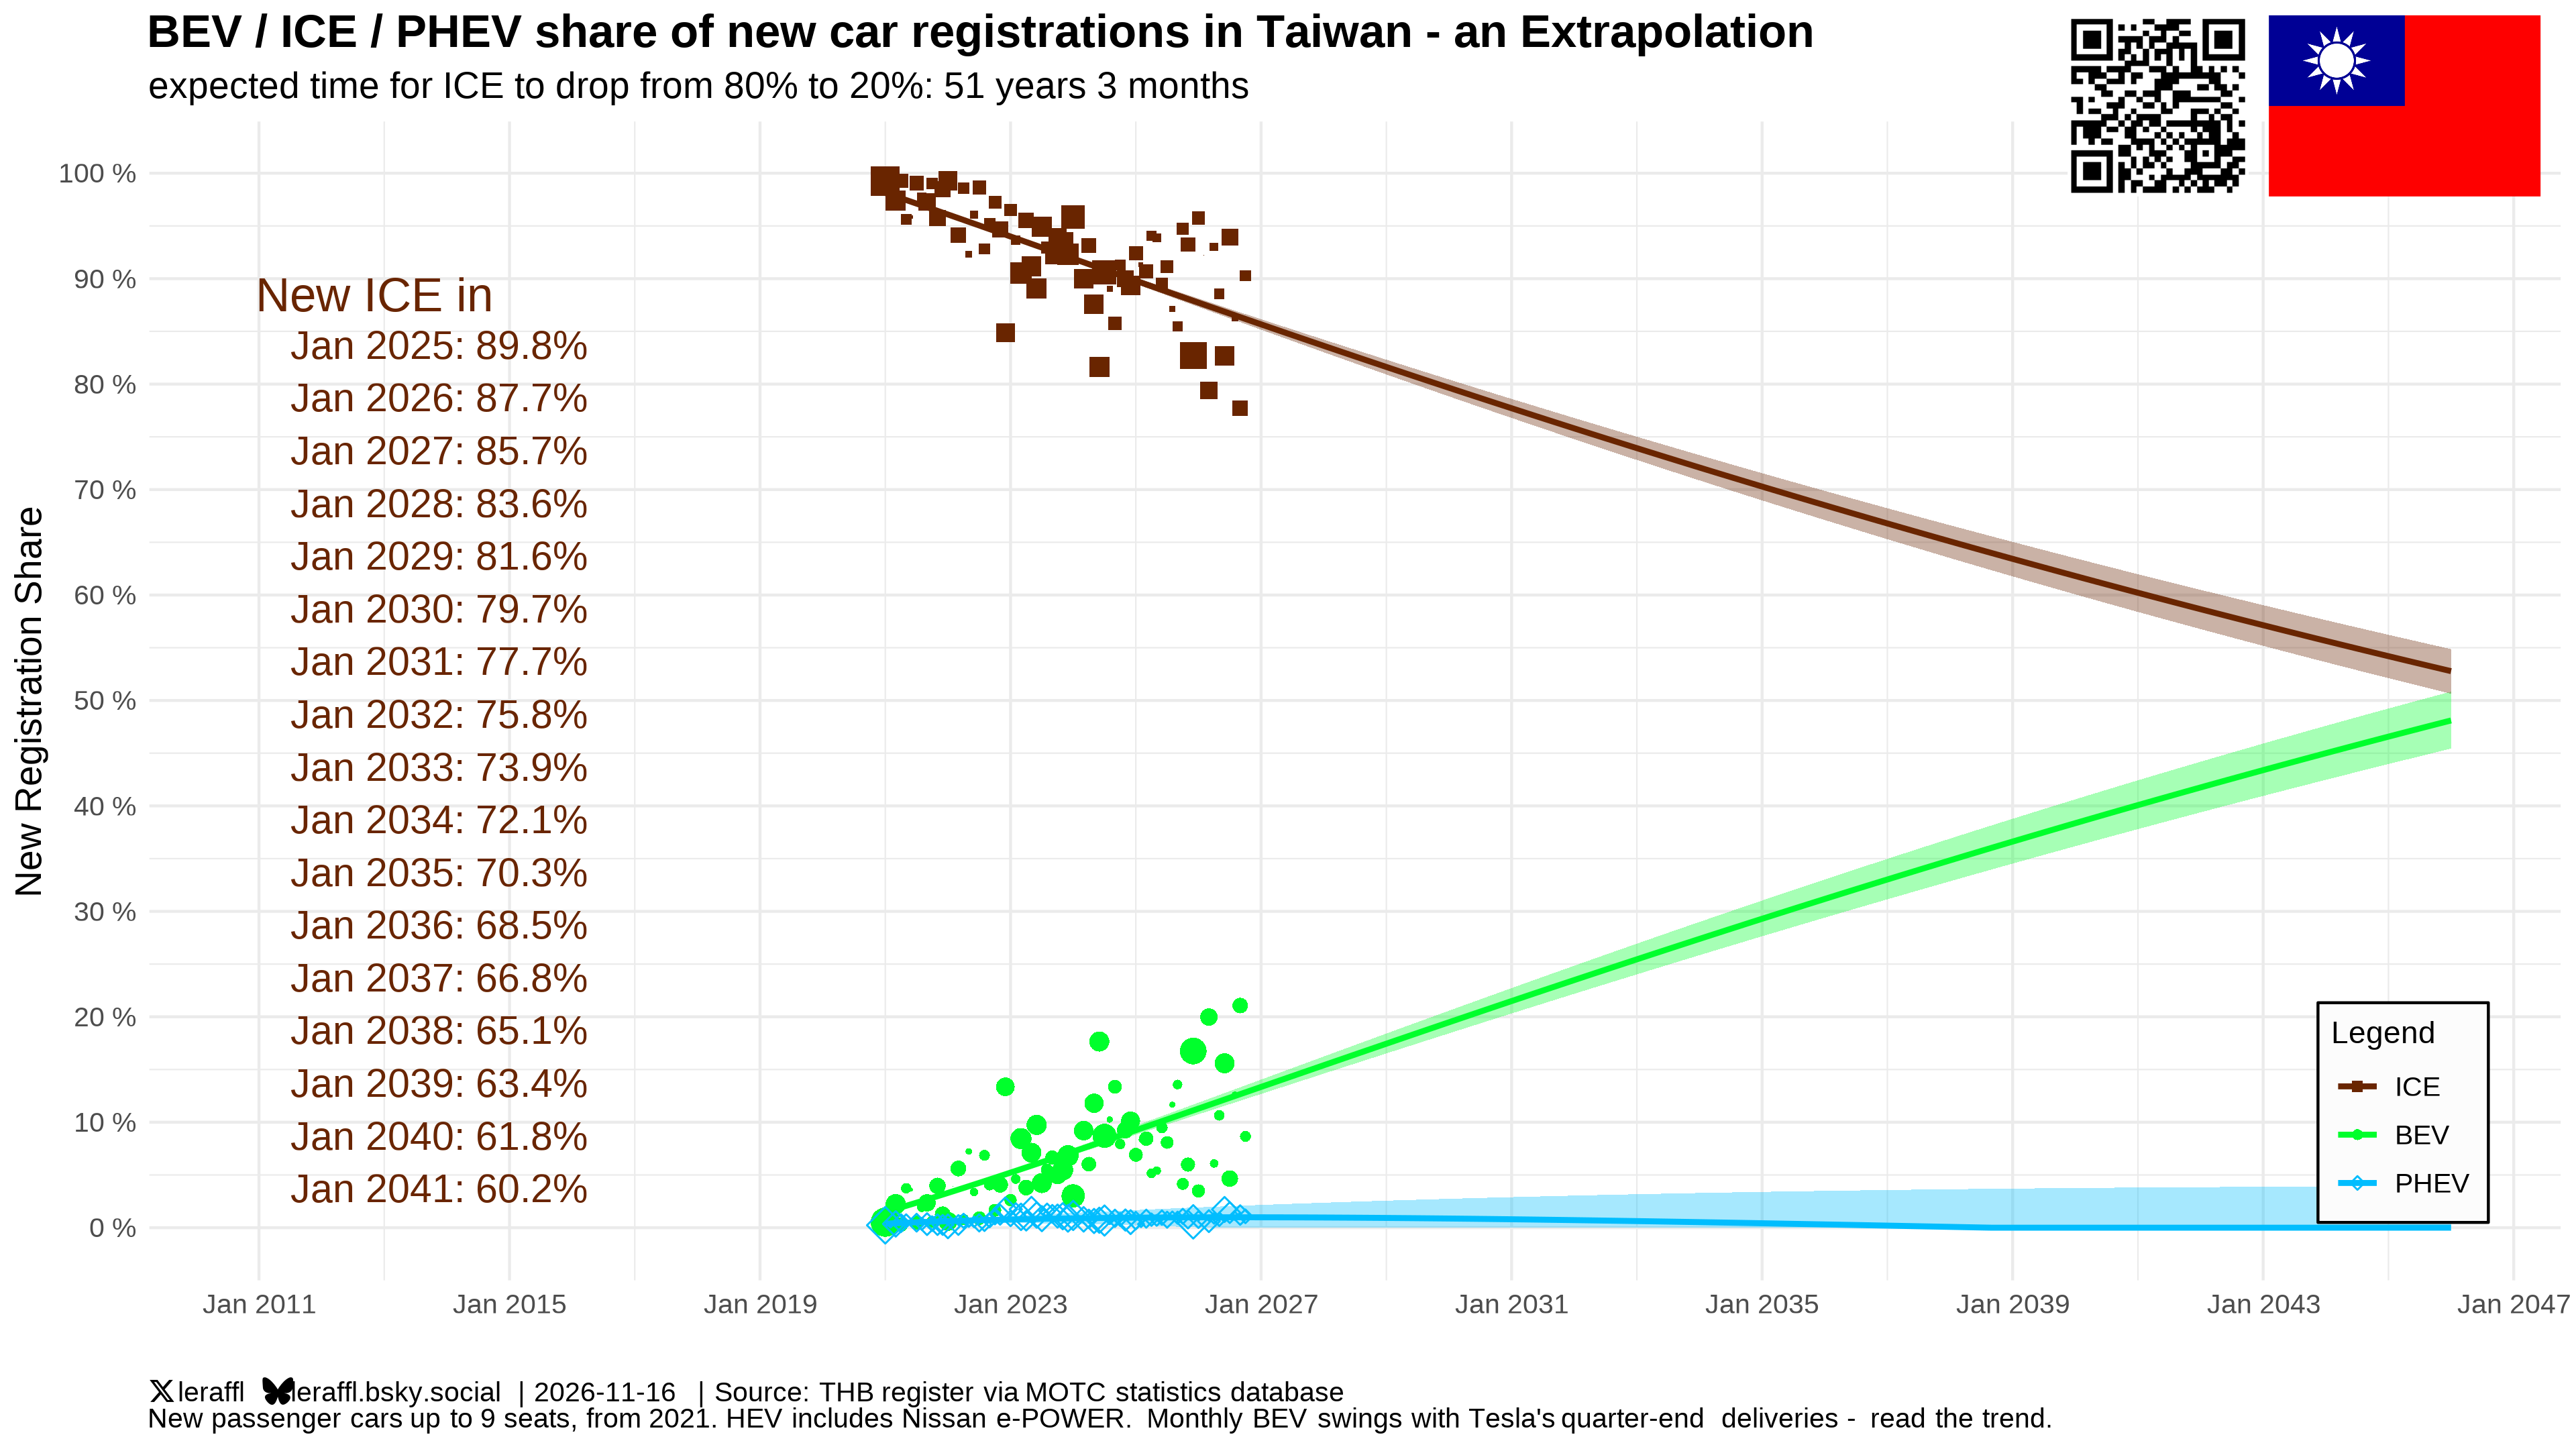 BEV / ICE / PHEV share of new car registrations in Taiwan - an Extrapolation
expected time for ICE to drop from 80% to 20%: 51 years 3 months
New Registration Share
100 %
90 %
80 %
70 %
60 %
50 %
40 %
30 %
20 %
10 %
0 %
New ICE in
Jan 2025: 89.8%
Jan 2026: 87.7%
Jan 2027: 85.7%
Jan 2028: 83.6%
Jan 2029: 81.6%
Jan 2030: 79.7%
Jan 2031: 77.7%
Jan 2032: 75.8%
Jan 2033: 73.9%
Jan 2034: 72.1%
Jan 2035: 70.3%
Jan 2036: 68.5%
Jan 2037: 66.8%
Jan 2038: 65.1%
Jan 2039: 63.4%
Jan 2040: 61.8%
Jan 2041: 60.2%
Legend
ICE
BEV
PHEV
Jan 2011 Jan 2015 Jan 2019 Jan 2023 Jan 2027 Jan 2031 Jan 2035 Jan 2039 Jan 2043 Jan 2047
leraffl leraffl.bsky.social | 2026-11-16 | Source: THB register via MOTC statistics database
New passenger cars up to 9 seats, from 2021. HEV includes Nissan e-POWER. Monthly BEV swings with Tesla's quarter-end deliveries - read the trend.